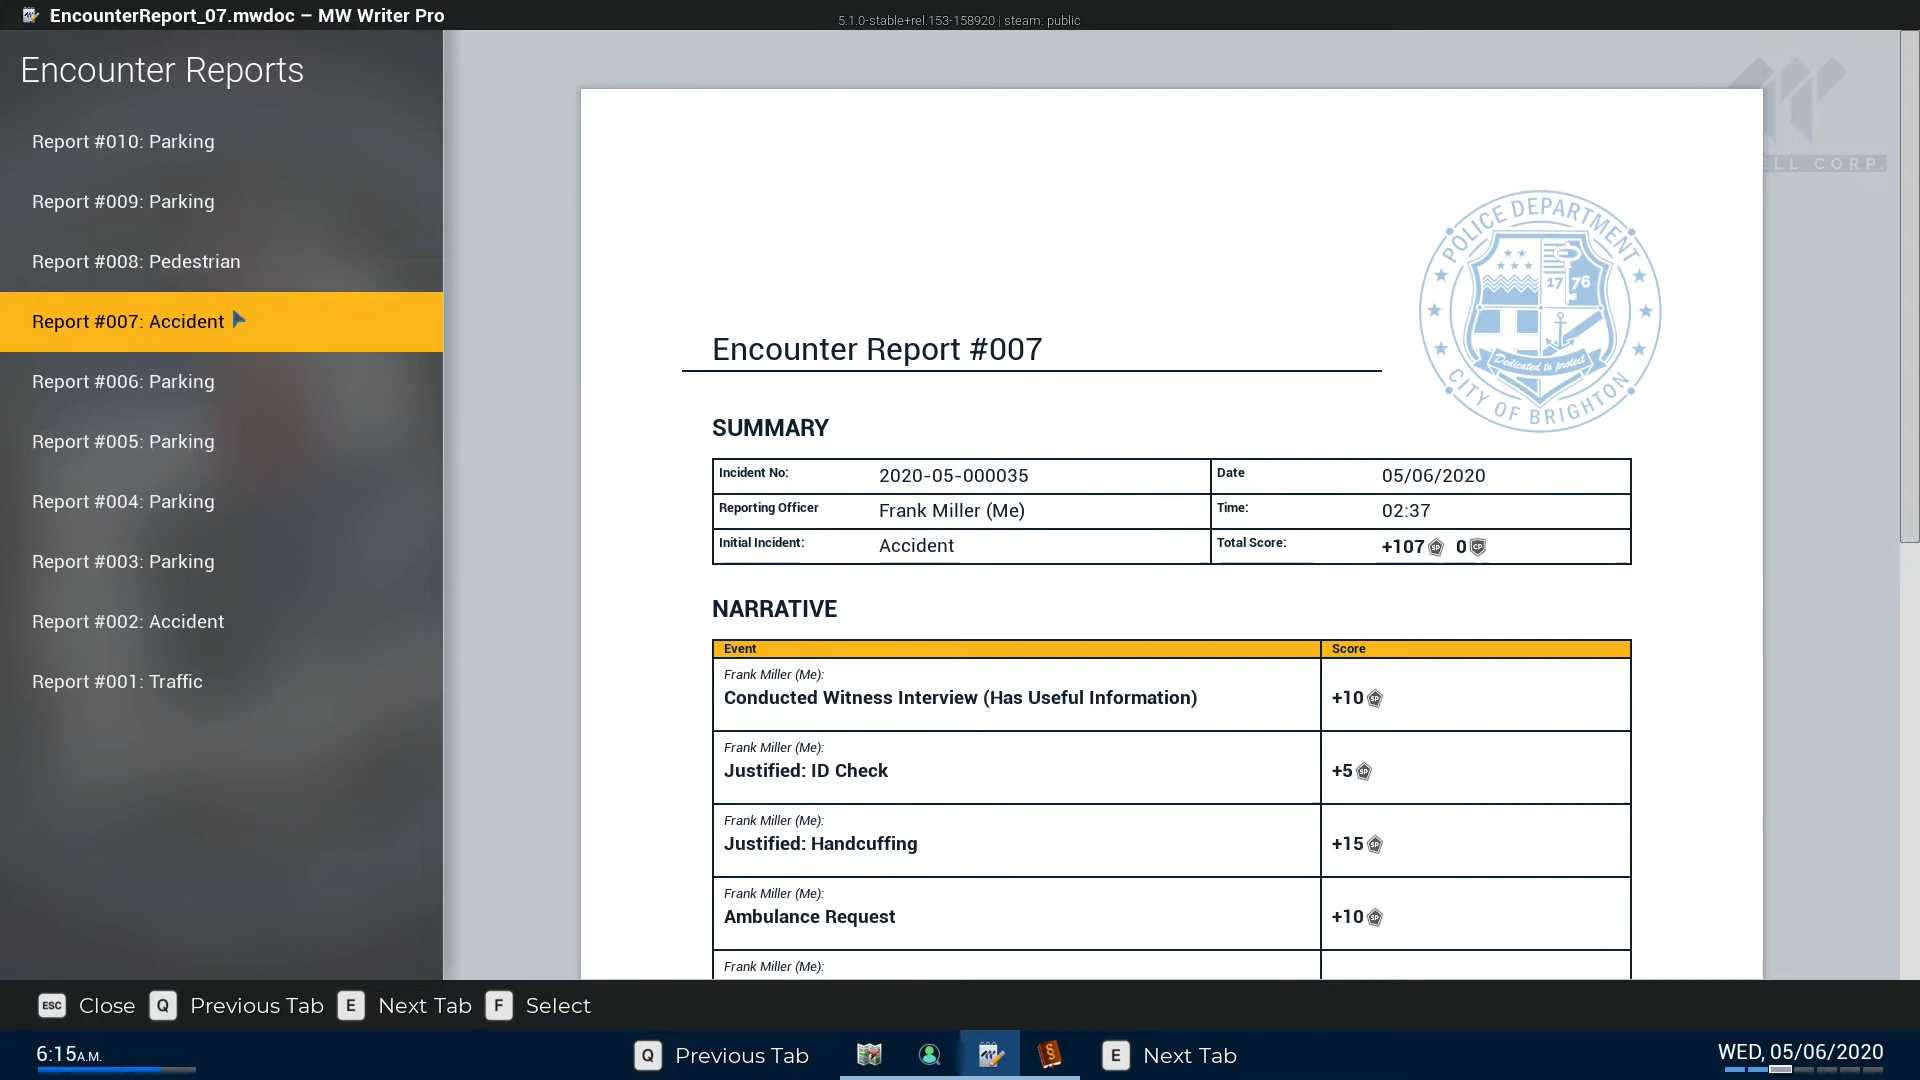 EncounterReport_07.mwdoc – MW Writer Pro
5.1.0-stable+rel.153-158920 | steam: public
Encounter Reports
Report #010: Parking
Report #009: Parking
Report #008: Pedestrian
Report #007: Accident
Report #006: Parking
Report #005: Parking
Report #004: Parking
Report #003: Parking
Report #002: Accident
Report #001: Traffic
CORP.
POLICE DEPARTMENT
17 76
Dedicated to protect
CITY OF BRIGHTON
Encounter Report #007
SUMMARY
Incident No: 2020-05-000035 Date 05/06/2020
Reporting Officer Frank Miller (Me) Time: 02:37
Initial Incident: Accident Total Score: +107 SP 0 CP
NARRATIVE
Event Score
Frank Miller (Me):
Conducted Witness Interview (Has Useful Information) +10 SP
Frank Miller (Me):
Justified: ID Check +5 SP
Frank Miller (Me):
Justified: Handcuffing +15 SP
Frank Miller (Me):
Ambulance Request +10 SP
Frank Miller (Me):
ESC Close Q Previous Tab E Next Tab F Select
6:15 A.M. Q Previous Tab E Next Tab WED, 05/06/2020